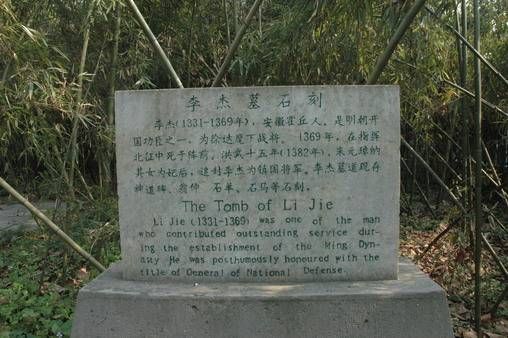 李杰墓石刻
李杰(1331-1369年)，安徽霍丘人，是明朝开
国功臣之一，为徐达麾下战将。1369年，在指挥
北征中死于阵前。洪武十五年(1382年)，朱元璋纳
其女为妃后，追封李杰为镇国将军。李杰墓道现存
神道碑、翁仲、石羊、石马等石刻。
The Tomb of Li Jie
Li Jie (1331-1369) was one of the man
who contributed outstanding service dur-
ing the establishment of the Ming Dyn-
asty He was posthumously honoured with the
title of General of National Defense.